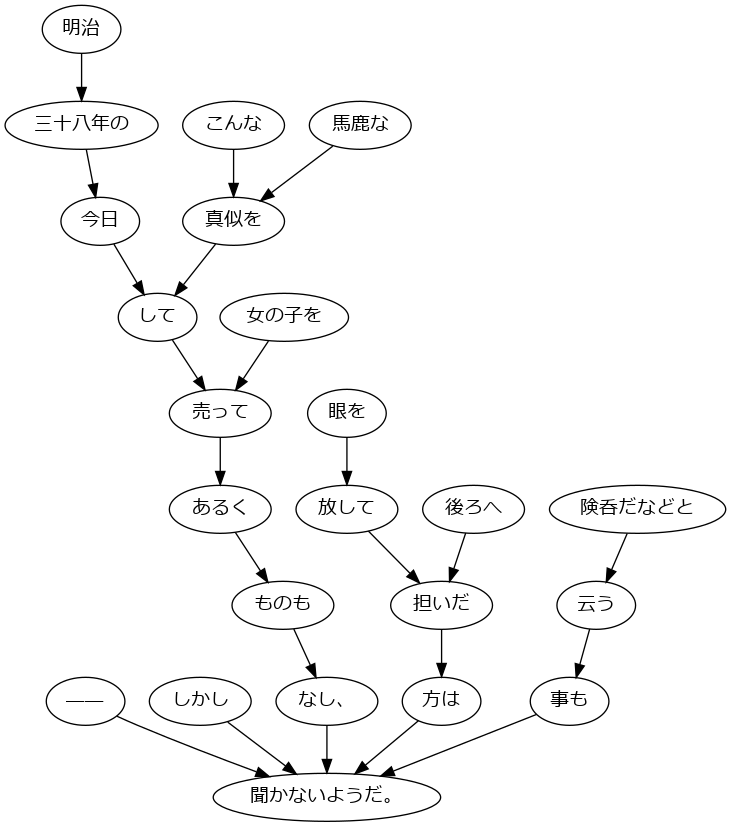 明治
三十八年の
こんな
馬鹿な
今日
真似を
して
女の子を
売って
眼を
あるく
放して
後ろへ
険呑だなどと
ものも
担いだ
云う
――
しかし
なし、
方は
事も
聞かないようだ。